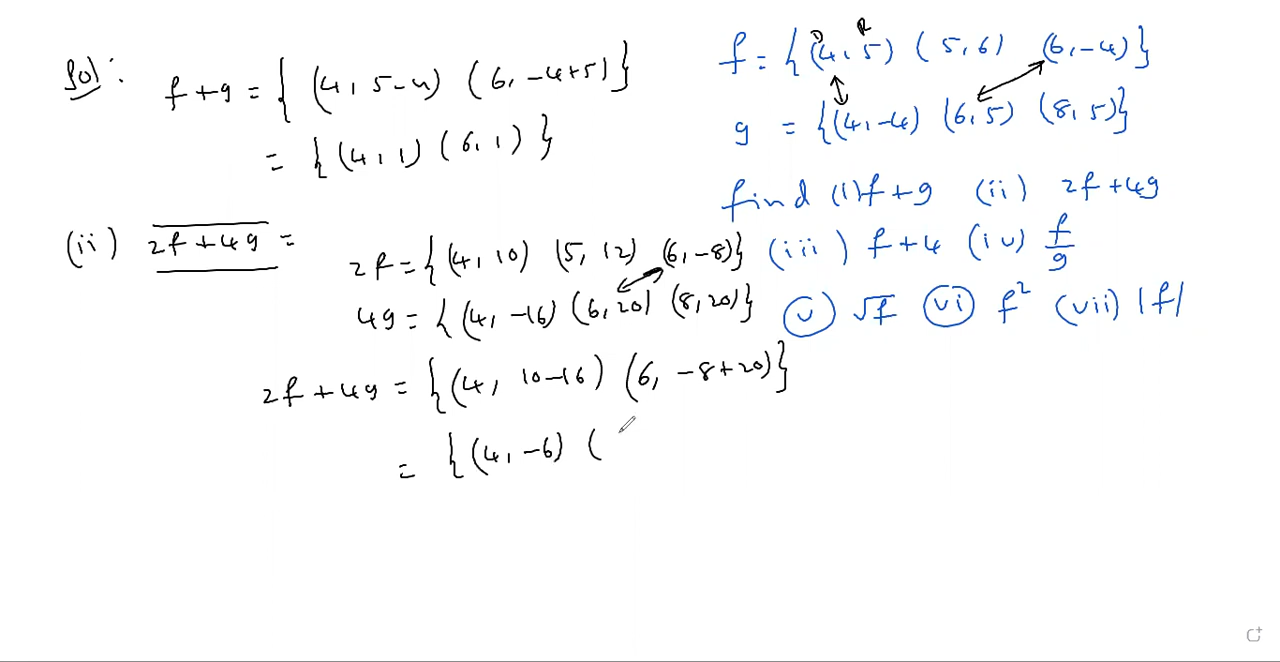 Sol:
f+g = { (4, 5-4) (6, -4+5) }
= { (4, 1) (6, 1) }
(ii) 2f+4g =
2f = { (4, 10) (5, 12) (6, -8) }
4g = { (4, -16) (6, 20) (8, 20) }
2f+4g = { (4, 10-16) (6, -8+20) }
= { (4, -6) (
D R
f = { (4, 5) (5, 6) (6, -4) }
g = { (4, -4) (6, 5) (8, 5) }
find (i) f+g (ii) 2f+4g
(iii) f+4 (iv) f/g
(v) √f (vi) f² (vii) |f|